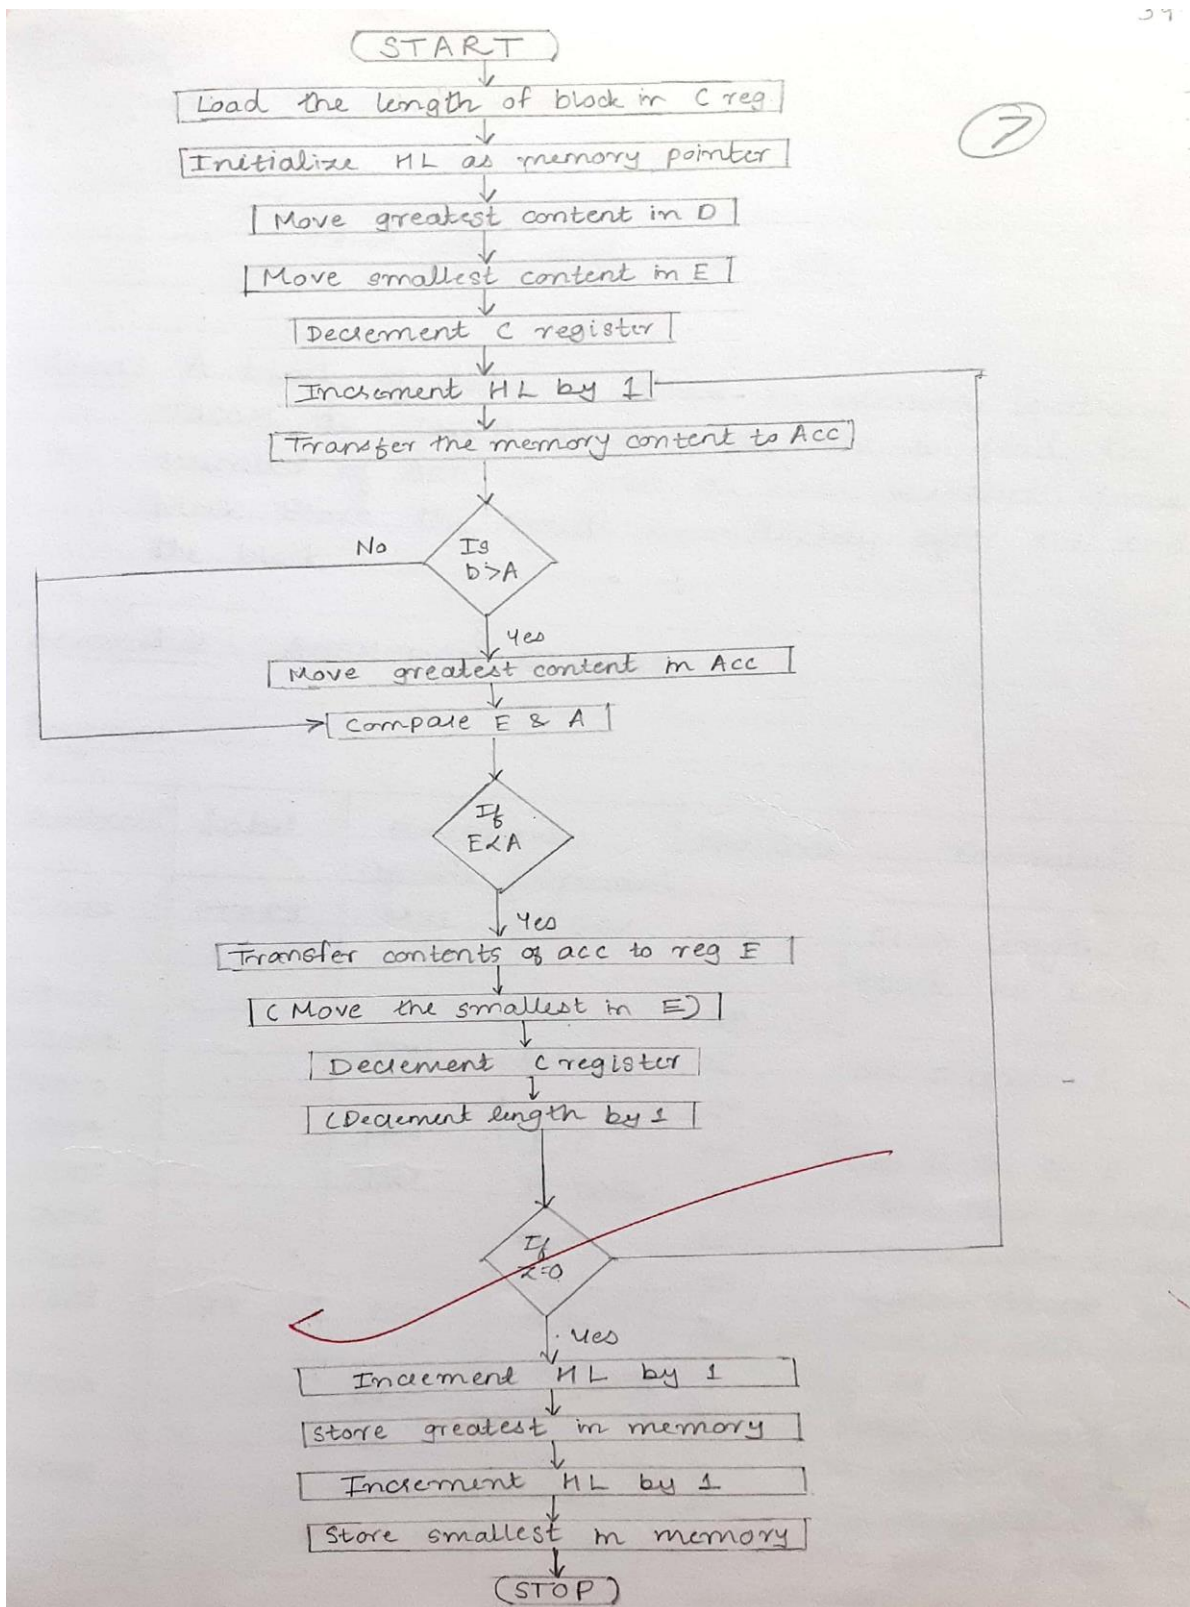 START
Load the length of block in C reg
7
Initialize HL as memory pointer
Move greatest content in D
Move smallest content in E
Decrement C register
Increment HL by 1
Transfer the memory content to Acc
No
Is
b>A
Yes
Move greatest content in Acc
Compare E & A
If
E<A
Yes
Transfer contents of acc to reg E
(Move the smallest in E)
Decrement C register
(Decrement length by 1
If
Z=0
Yes
Increment HL by 1
Store greatest in memory
Increment HL by 1
Store smallest in memory
STOP